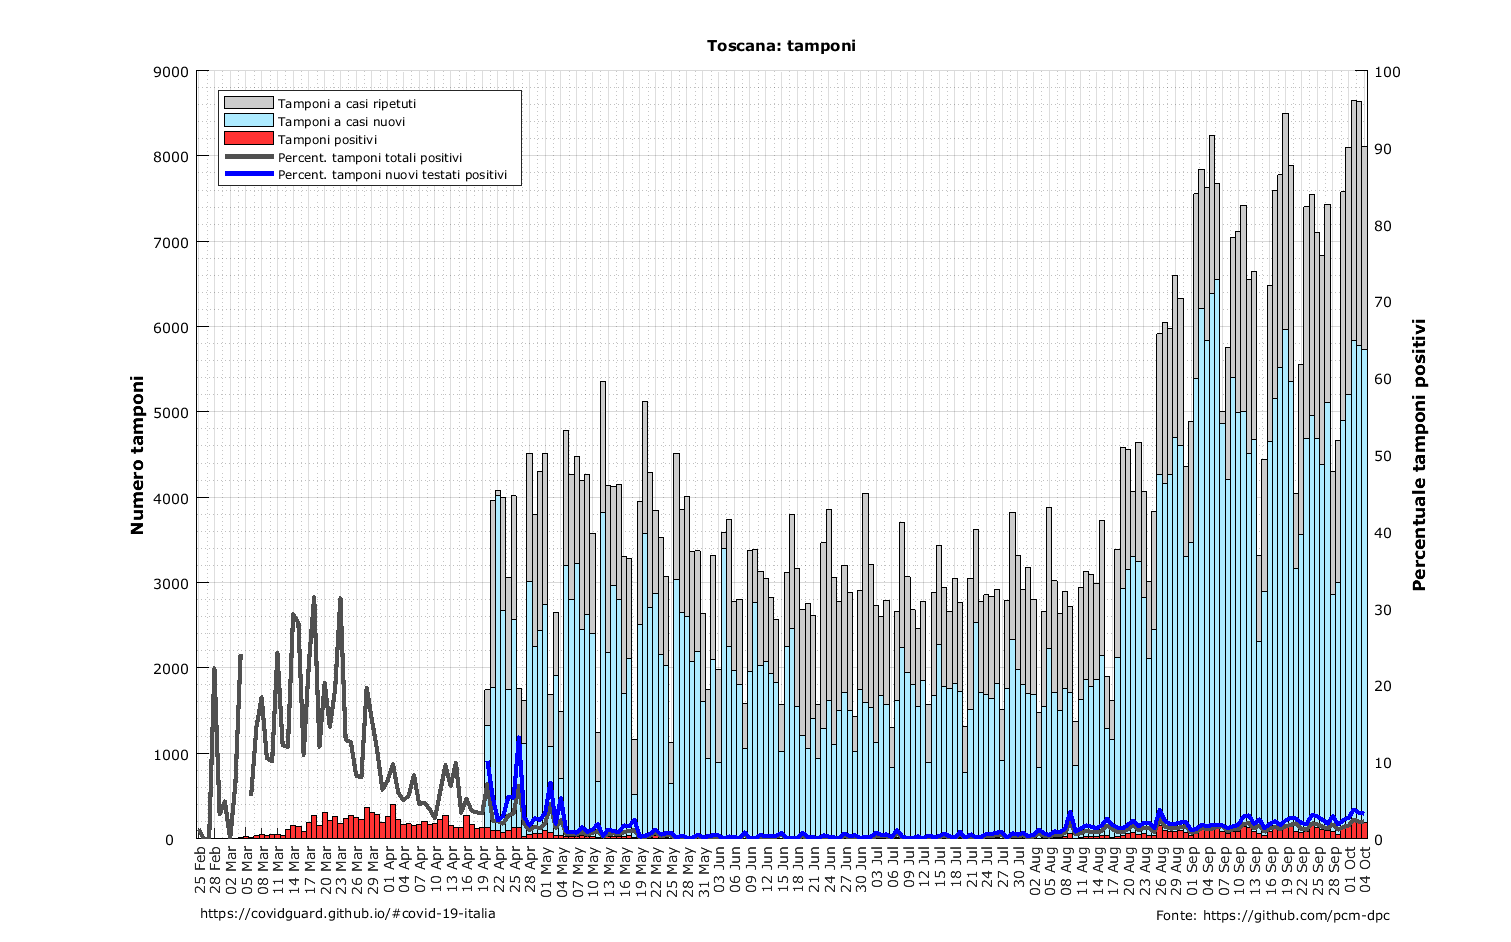 Toscana: tamponi
Numero tamponi
9000
8000
7000
6000
5000
4000
3000
2000
1000
0
Tamponi a casi ripetuti
Tamponi a casi nuovi
Tamponi positivi
Percent. tamponi totali positivi
Percent. tamponi nuovi testati positivi
100
90
80
70
60
50
40
30
20
10
0
Percentuale tamponi positivi
25 Feb
28 Feb
02 Mar
05 Mar
08 Mar
11 Mar
14 Mar
17 Mar
20 Mar
23 Mar
26 Mar
29 Mar
01 Apr
04 Apr
07 Apr
10 Apr
13 Apr
16 Apr
19 Apr
22 Apr
25 Apr
28 Apr
01 May
04 May
07 May
10 May
13 May
16 May
19 May
22 May
25 May
28 May
31 May
03 Jun
06 Jun
09 Jun
12 Jun
15 Jun
18 Jun
21 Jun
24 Jun
27 Jun
30 Jun
03 Jul
06 Jul
09 Jul
12 Jul
15 Jul
18 Jul
21 Jul
24 Jul
27 Jul
30 Jul
02 Aug
05 Aug
08 Aug
11 Aug
14 Aug
17 Aug
20 Aug
23 Aug
26 Aug
29 Aug
01 Sep
04 Sep
07 Sep
10 Sep
13 Sep
16 Sep
19 Sep
22 Sep
25 Sep
28 Sep
01 Oct
04 Oct
https://covidguard.github.io/#covid-19-italia
Fonte: https://github.com/pcm-dpc